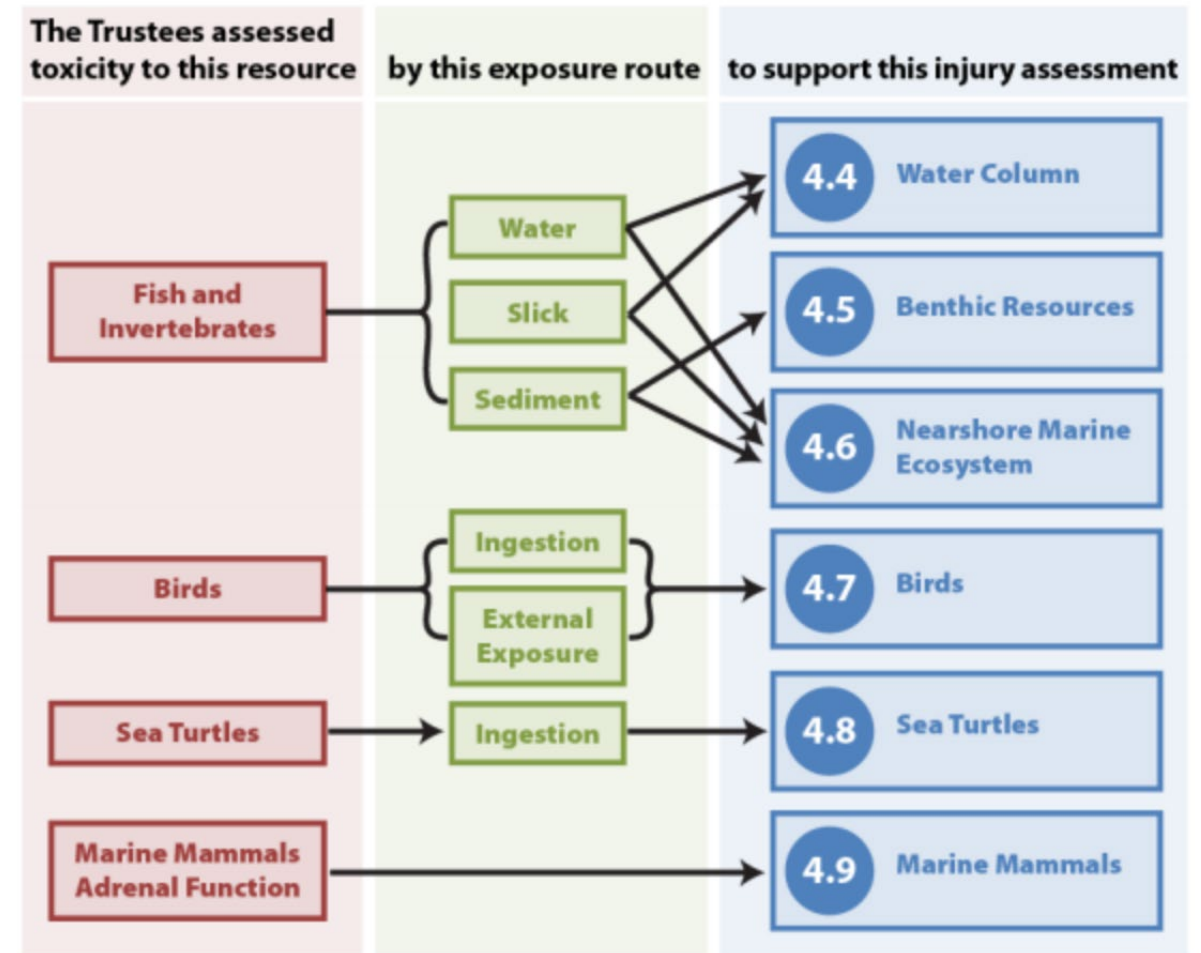 The Trustees assessed
toxicity to this resource
by this exposure route
to support this injury assessment
Fish and
Invertebrates
Water
Slick
Sediment
4.4 Water Column
4.5 Benthic Resources
4.6 Nearshore Marine
Ecosystem
Birds
Ingestion
External
Exposure
4.7 Birds
Sea Turtles
Ingestion
4.8 Sea Turtles
Marine Mammals
Adrenal Function
4.9 Marine Mammals